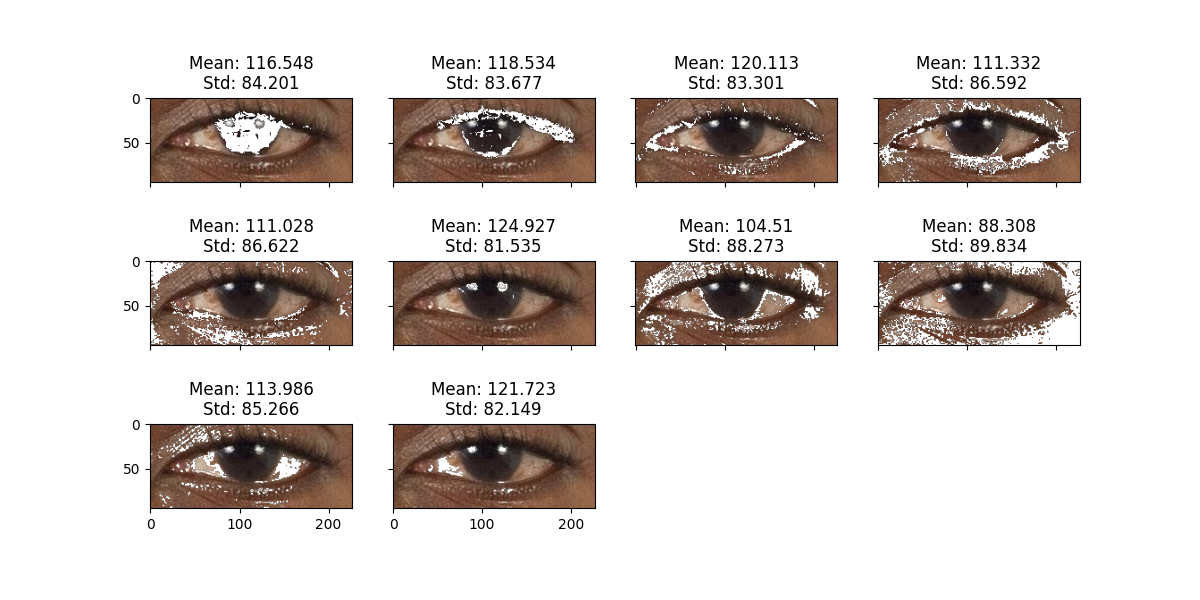 Mean: 116.548
Std: 84.201
Mean: 118.534
Std: 83.677
Mean: 120.113
Std: 83.301
Mean: 111.332
Std: 86.592
0
50
Mean: 111.028
Std: 86.622
Mean: 124.927
Std: 81.535
Mean: 104.51
Std: 88.273
Mean: 88.308
Std: 89.834
0
50
Mean: 113.986
Std: 85.266
Mean: 121.723
Std: 82.149
0
50
0 100 200
0 100 200